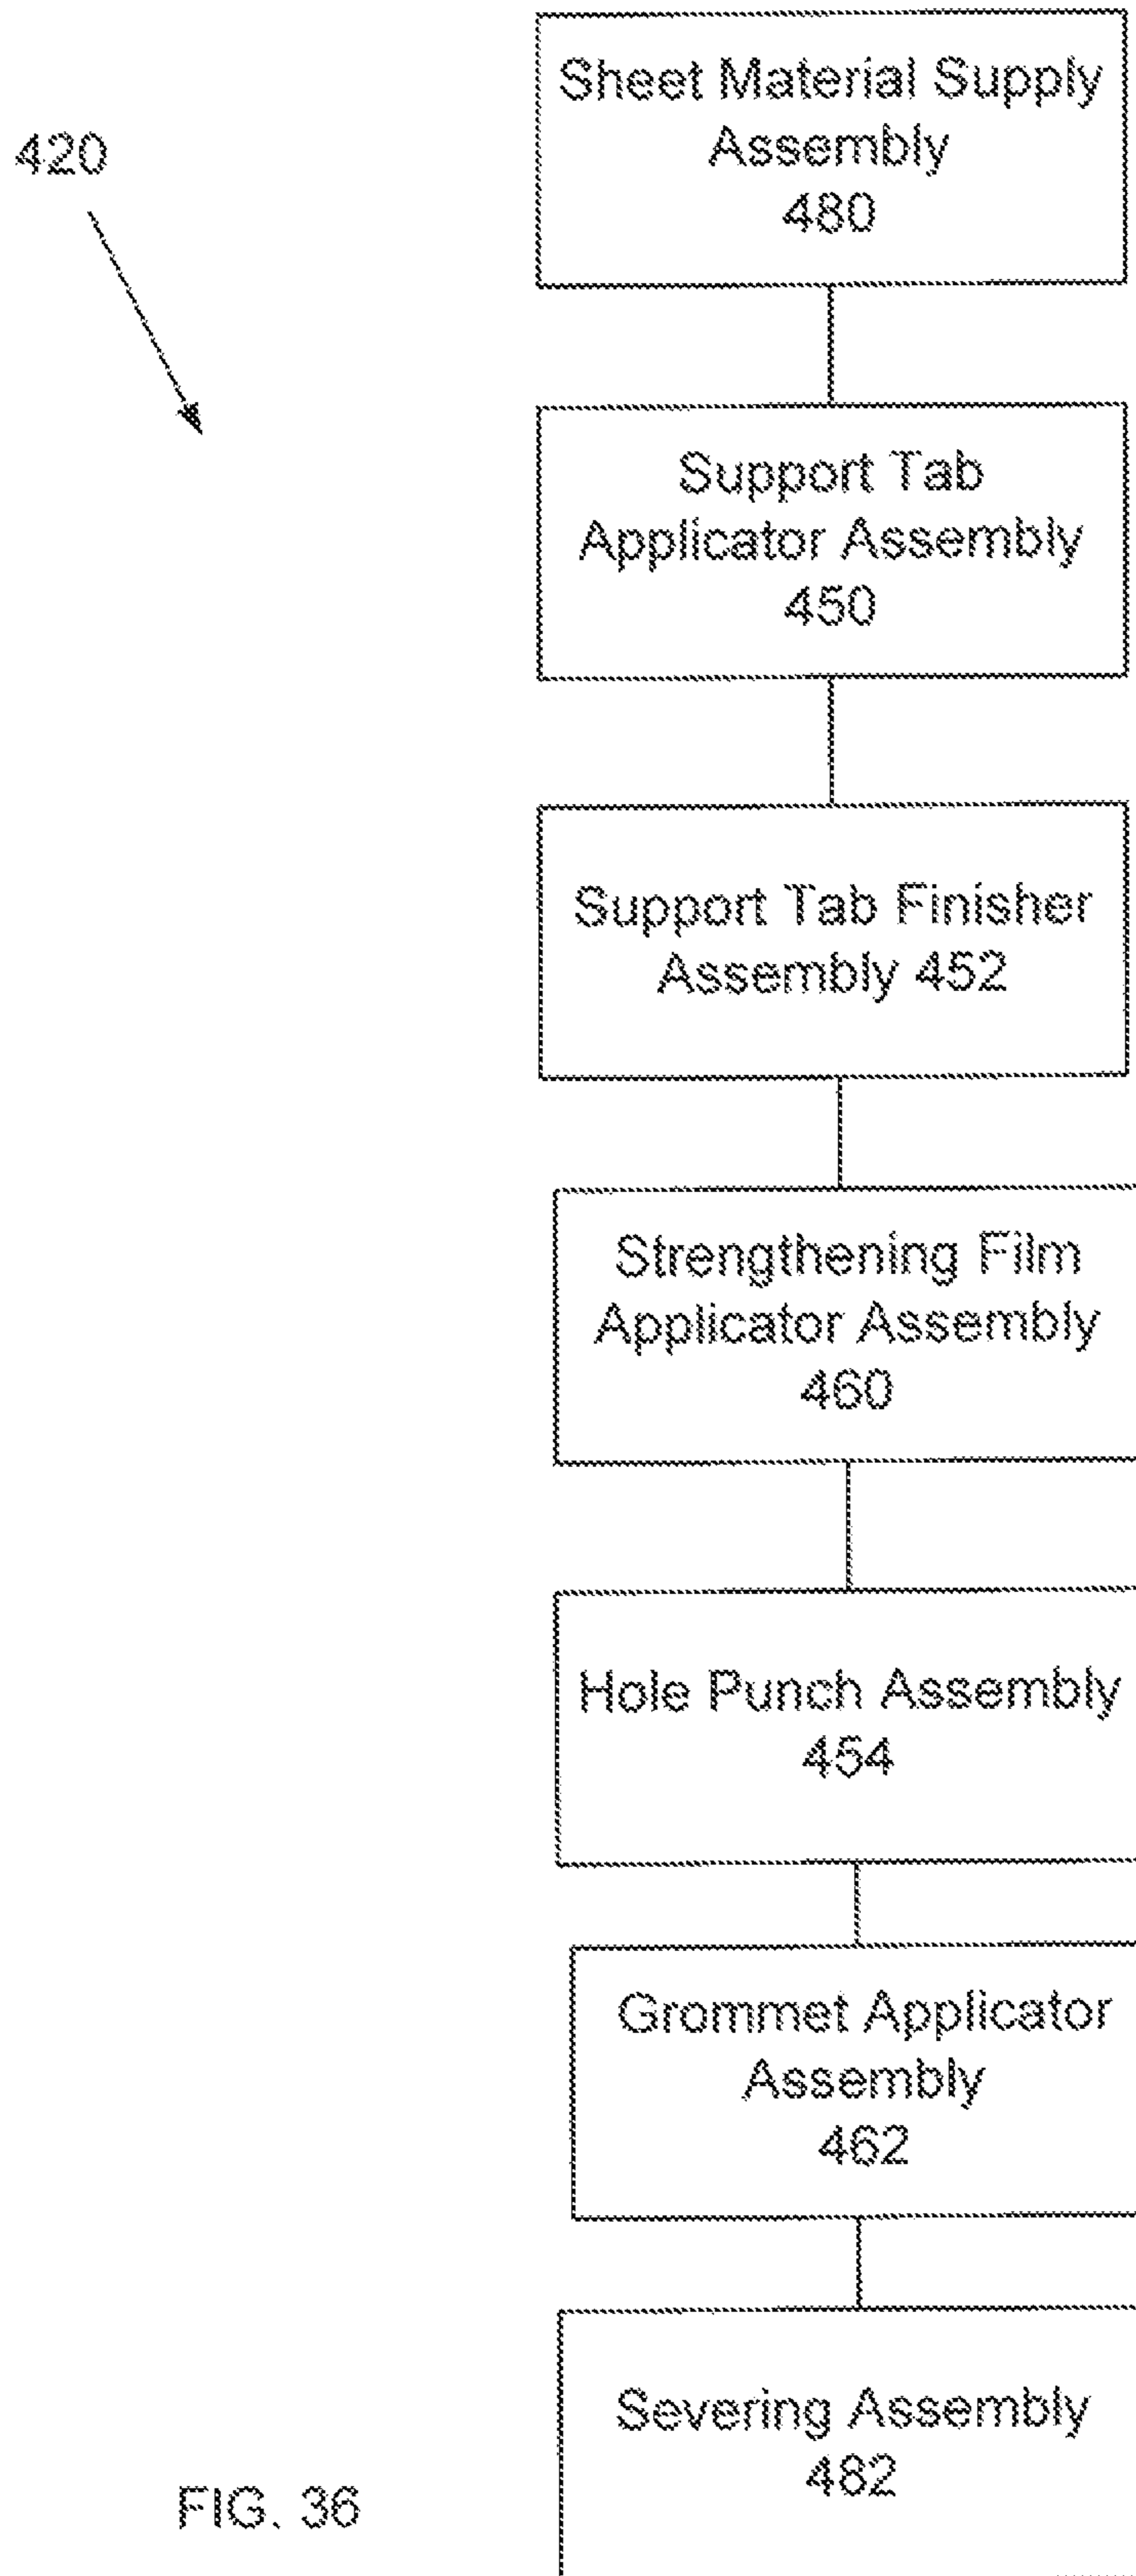 420
Sheet Material Supply
Assembly
480
Support Tab
Applicator Assembly
450
Support Tab Finisher
Assembly 452
Strengthening Film
Applicator Assembly
460
Hole Punch Assembly
454
Grommet Applicator
Assembly
462
Severing Assembly
482
FIG. 36